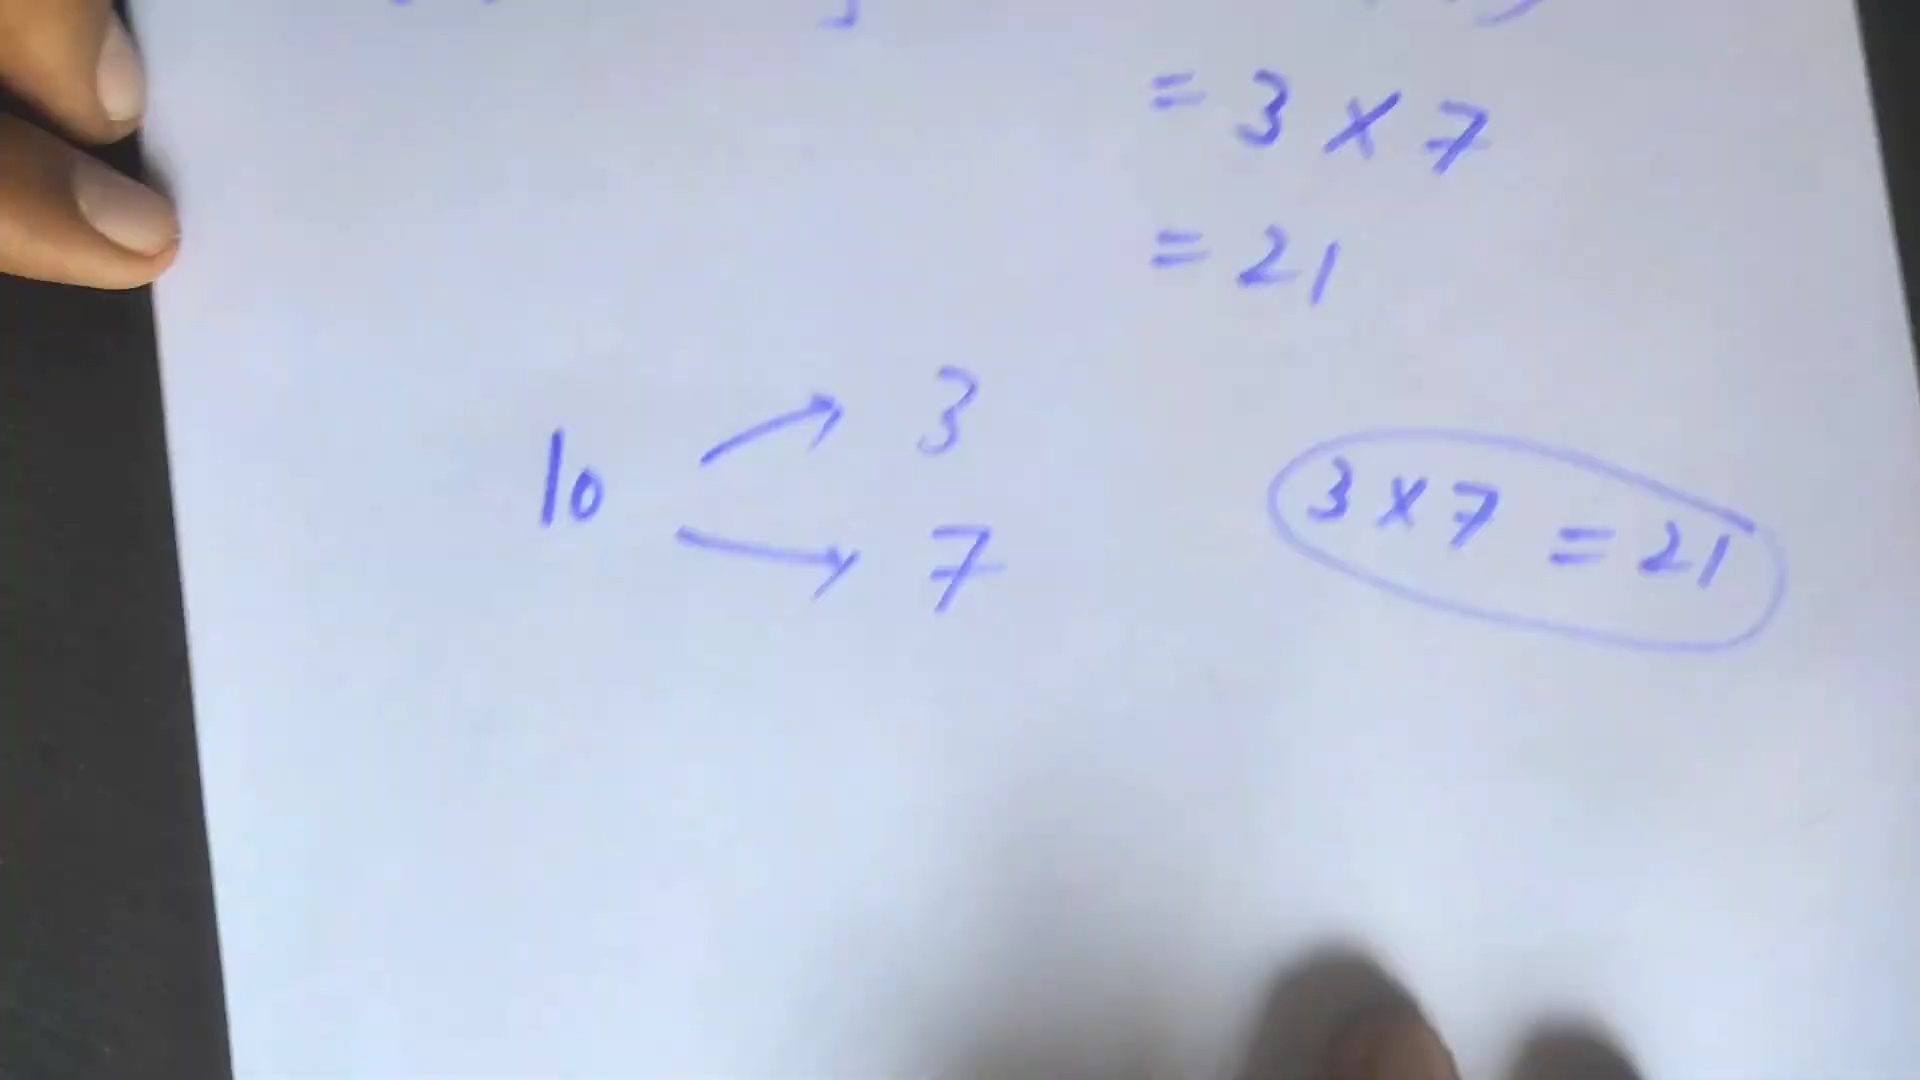 = 3 × 7
= 21
3
10
7
3 × 7 = 21